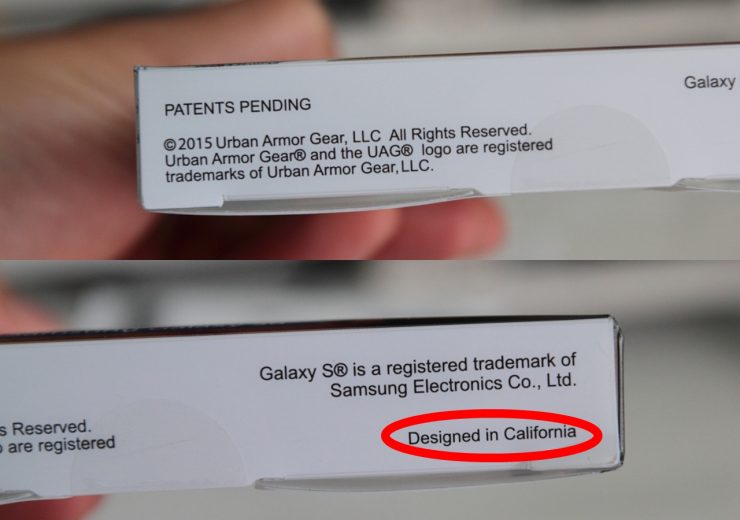 PATENTS PENDING
©2015 Urban Armor Gear, LLC All Rights Reserved.
Urban Armor Gear® and the UAG® logo are registered
trademarks of Urban Armor Gear, LLC.
Galaxy
Galaxy S® is a registered trademark of
Samsung Electronics Co., Ltd.
s Reserved.
are registered
Designed in California